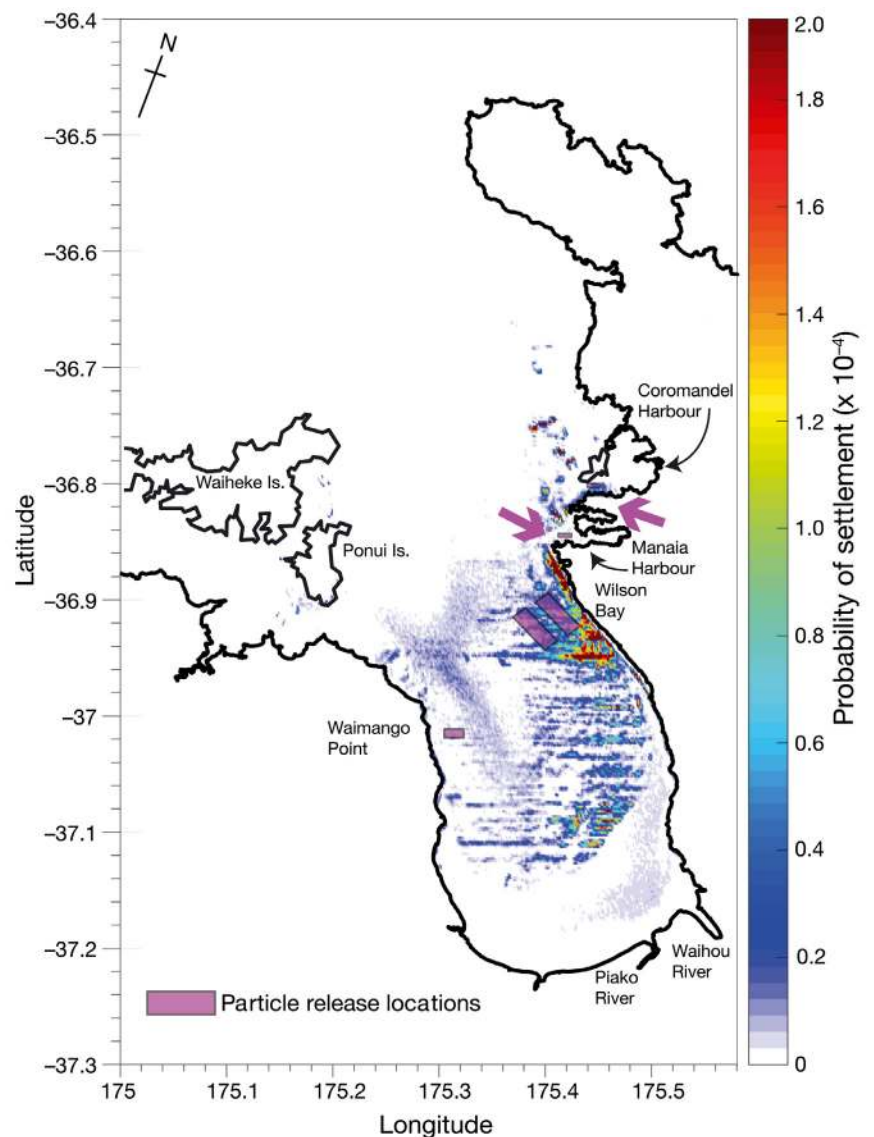 N
−36.4
−36.5
−36.6
−36.7
−36.8
−36.9
−37
−37.1
−37.2
−37.3
Latitude
175
175.1
175.2
175.3
175.4
175.5
Longitude
Coromandel
Harbour
Waiheke Is.
Ponui Is.
Manaia
Harbour
Wilson
Bay
Waimango
Point
Waihou
River
Piako
River
Particle release locations
2.0
1.8
1.6
1.4
1.2
1.0
0.8
0.6
0.4
0.2
0
Probability of settlement (x 10⁻⁴)